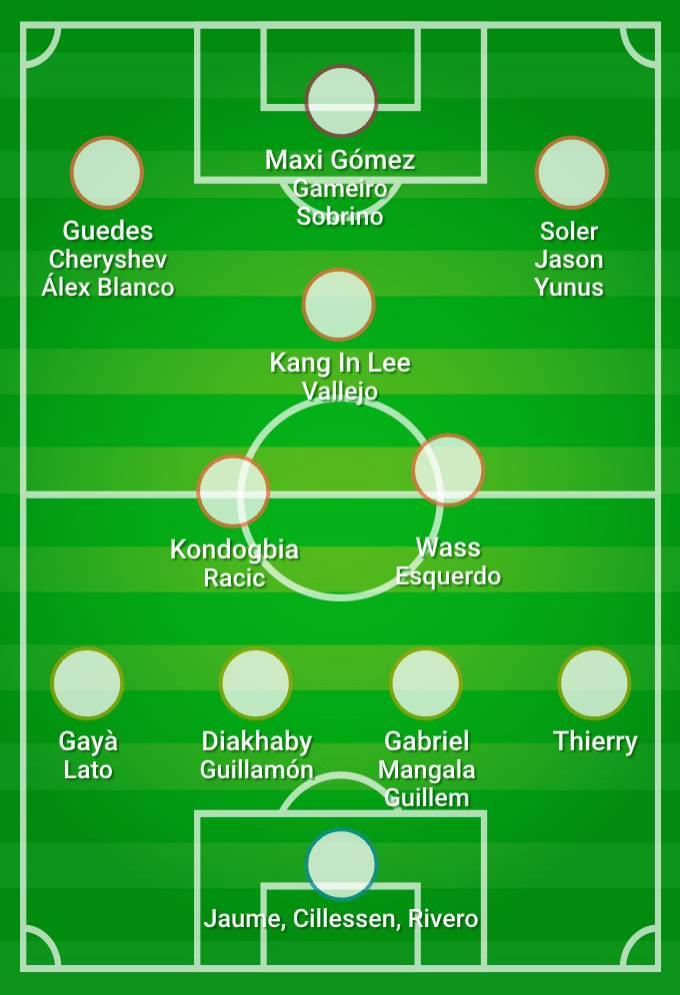 Maxi Gómez
Gameiro
Sobrino
Guedes
Cheryshev
Álex Blanco
Soler
Jason
Yunus
Kang In Lee
Vallejo
Kondogbia
Racic
Wass
Esquerdo
Gayà
Lato
Diakhaby
Guillamón
Gabriel
Mangala
Guillem
Thierry
Jaume, Cillessen, Rivero